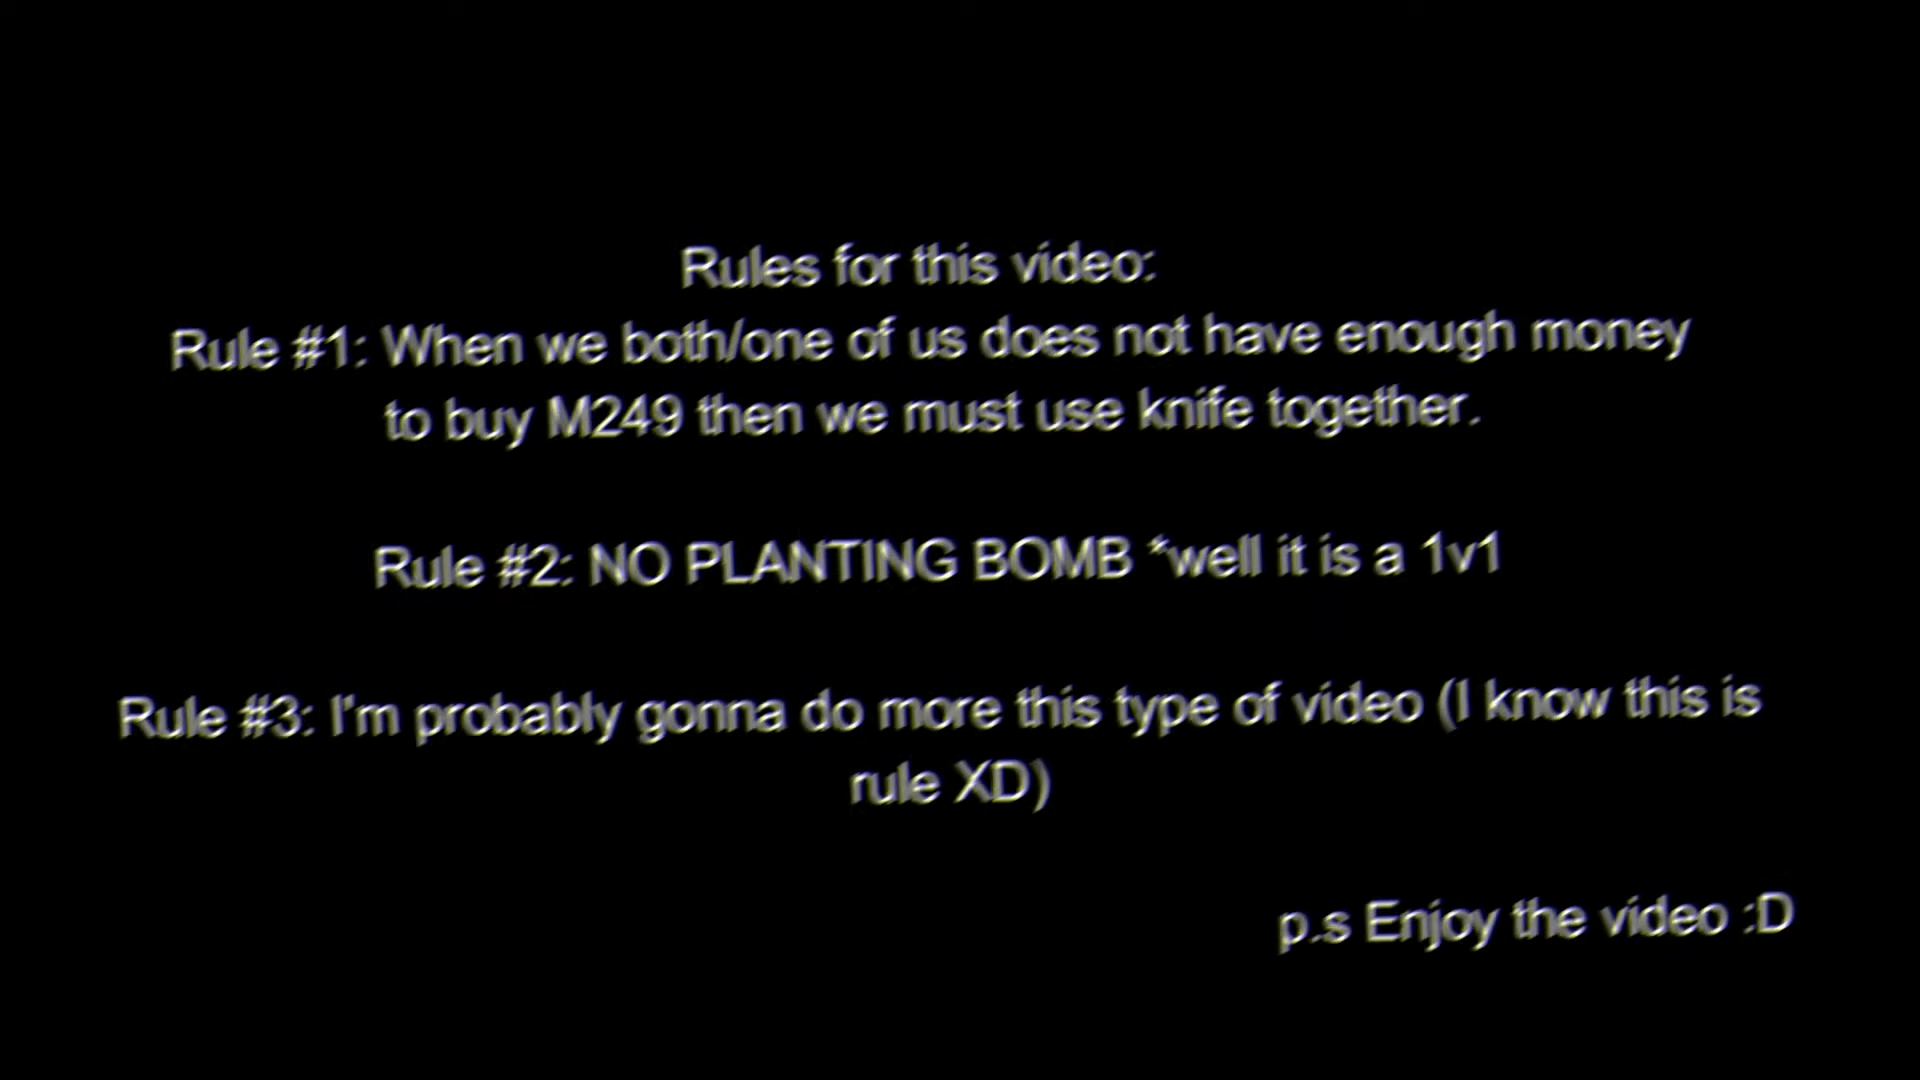 Rules for this video:
Rule #1: When we both/one of us does not have enough money
to buy M249 then we must use knife together.
Rule #2: NO PLANTING BOMB *well it is a 1v1
Rule #3: I'm probably gonna do more this type of video (I know this is
rule XD)
p.s Enjoy the video :D